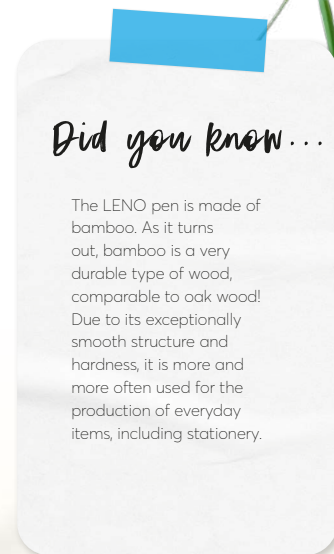 Did you know...
The LENO pen is made of
bamboo. As it turns
out, bamboo is a very
durable type of wood,
comparable to oak wood!
Due to its exceptionally
smooth structure and
hardness, it is more and
more often used for the
production of everyday
items, including stationery.